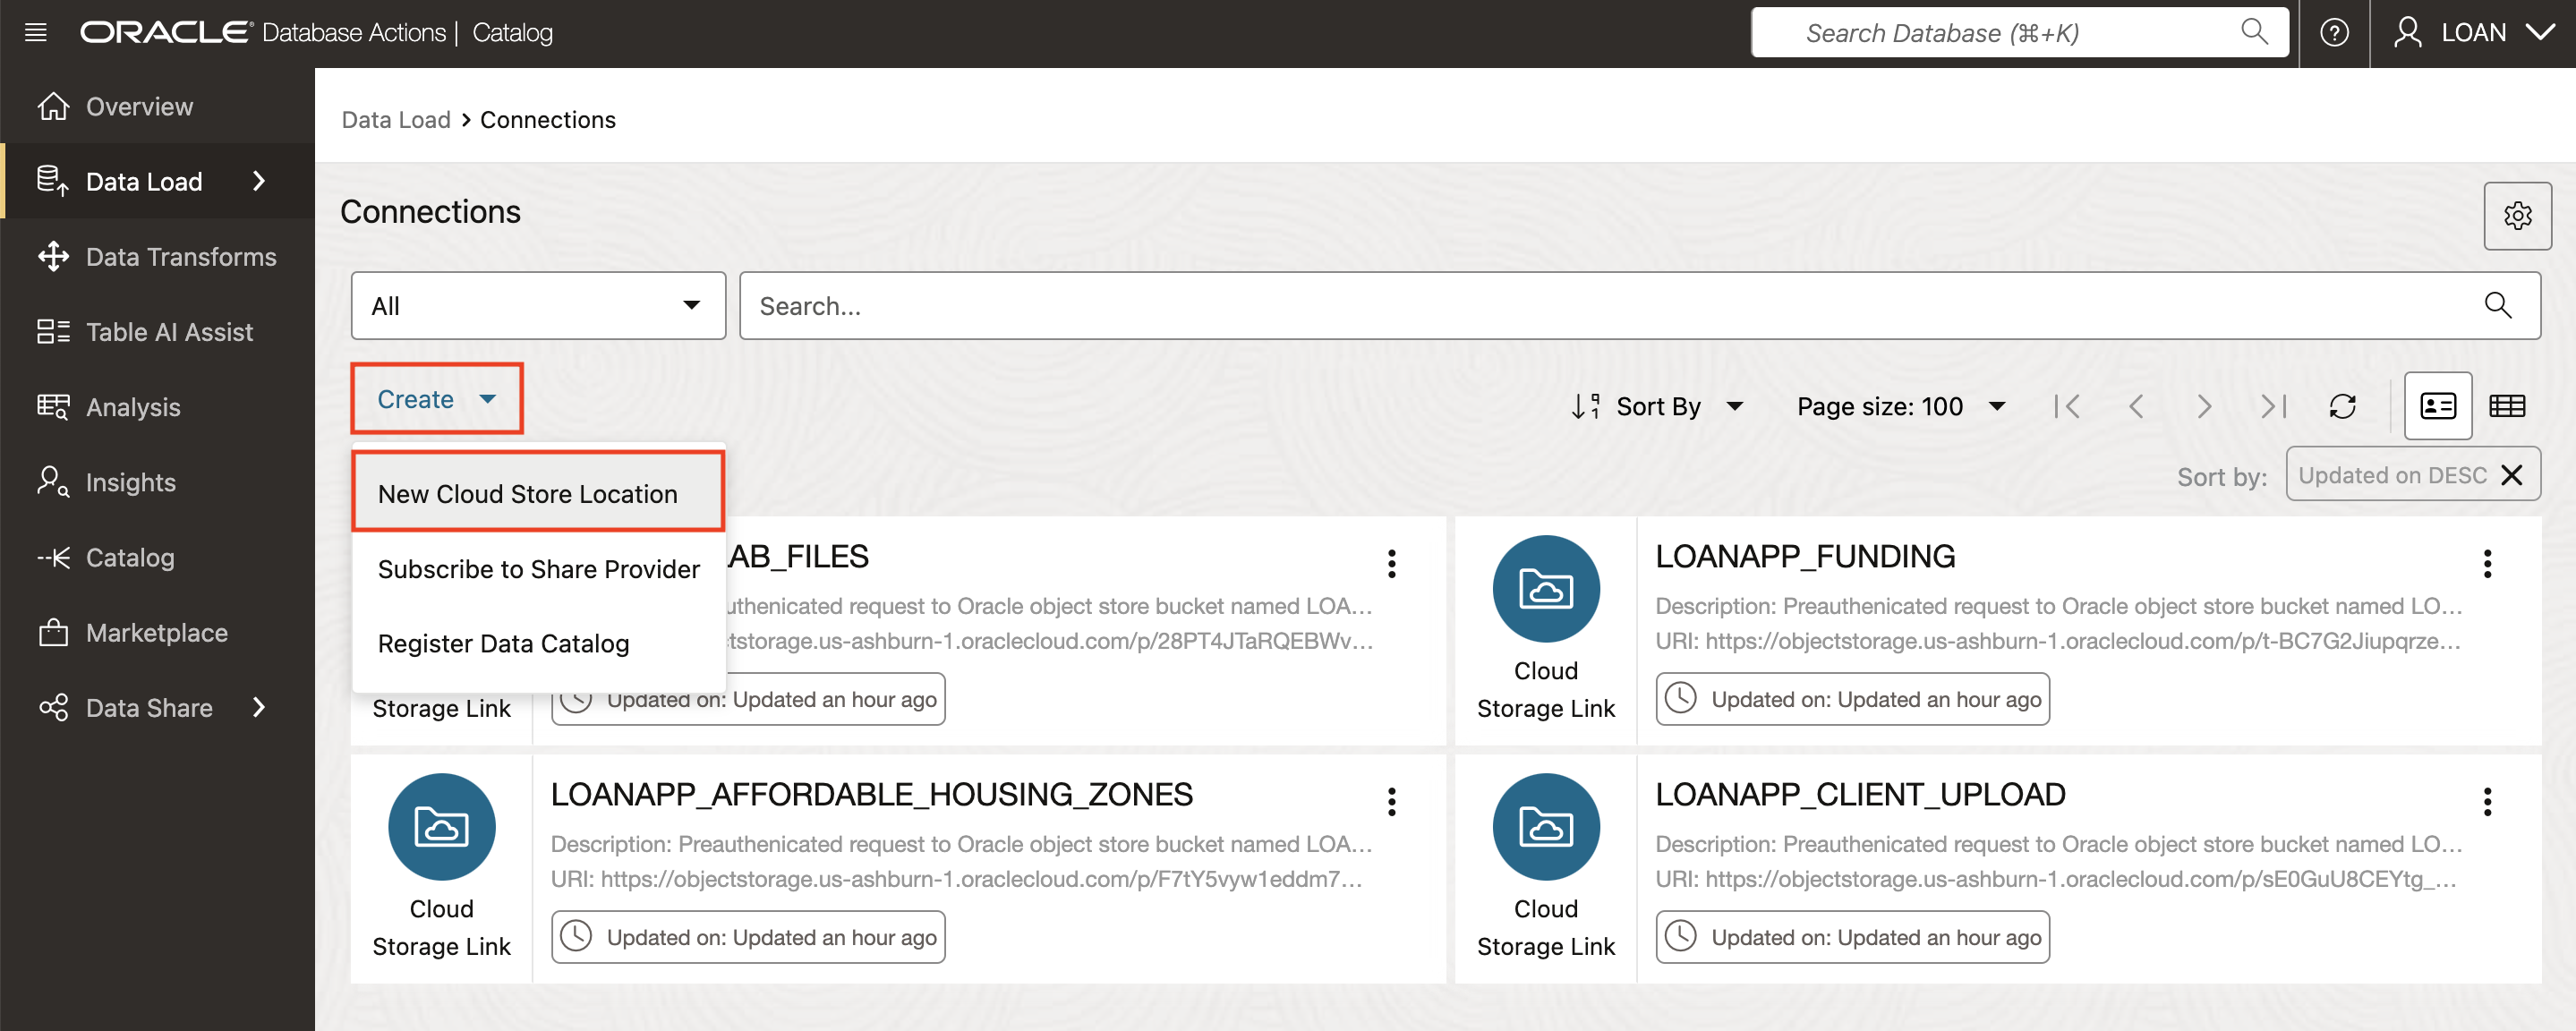 ORACLE Database Actions | Catalog
Search Database (⌘+K)
LOAN
Overview
Data Load
Data Transforms
Table AI Assist
Analysis
Insights
Catalog
Marketplace
Data Share
Data Load > Connections
Connections
All
Search...
Create
Sort By
Page size: 100
Sort by:
Updated on DESC
New Cloud Store Location
Subscribe to Share Provider
Register Data Catalog
AB_FILES
uthenicated request to Oracle object store bucket named LOA...
tstorage.us-ashburn-1.oraclecloud.com/p/28PT4JTaRQEBWv...
Storage Link
Updated on: Updated an hour ago
Cloud
Storage Link
LOANAPP_FUNDING
Description: Preauthenicated request to Oracle object store bucket named LO...
URI: https://objectstorage.us-ashburn-1.oraclecloud.com/p/t-BC7G2Jiupqrze...
Updated on: Updated an hour ago
Cloud
Storage Link
LOANAPP_AFFORDABLE_HOUSING_ZONES
Description: Preauthenicated request to Oracle object store bucket named LOA...
URI: https://objectstorage.us-ashburn-1.oraclecloud.com/p/F7tY5vyw1eddm7...
Updated on: Updated an hour ago
Cloud
Storage Link
LOANAPP_CLIENT_UPLOAD
Description: Preauthenicated request to Oracle object store bucket named LO...
URI: https://objectstorage.us-ashburn-1.oraclecloud.com/p/sE0GuU8CEYtg_...
Updated on: Updated an hour ago